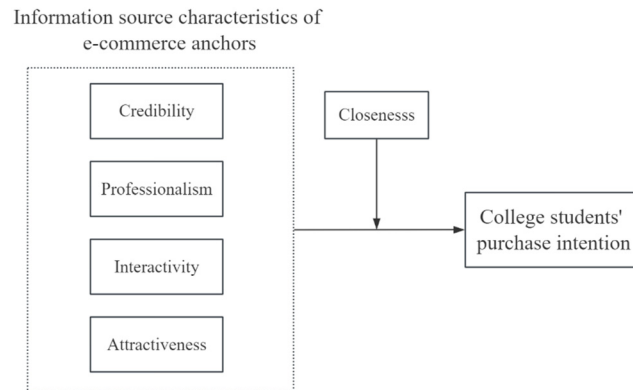 Information source characteristics of
e-commerce anchors
Credibility
Closenesss
Professionalism
College students'
purchase intention
Interactivity
Attractiveness